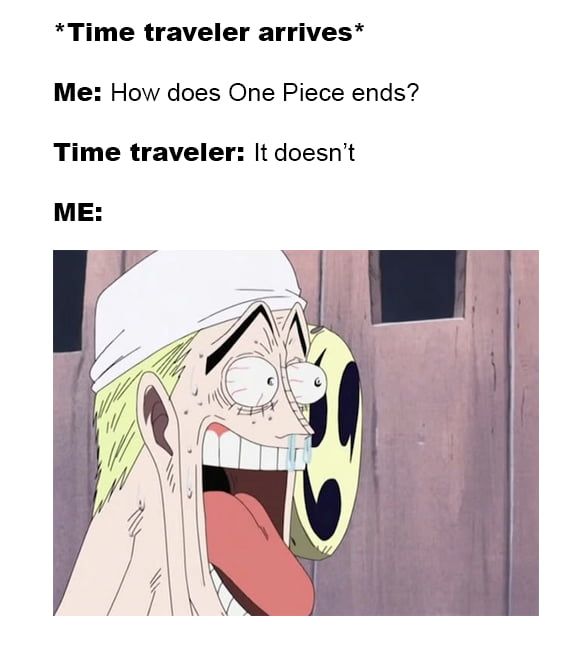 *Time traveler arrives*
Me: How does One Piece ends?
Time traveler: It doesn’t
ME: